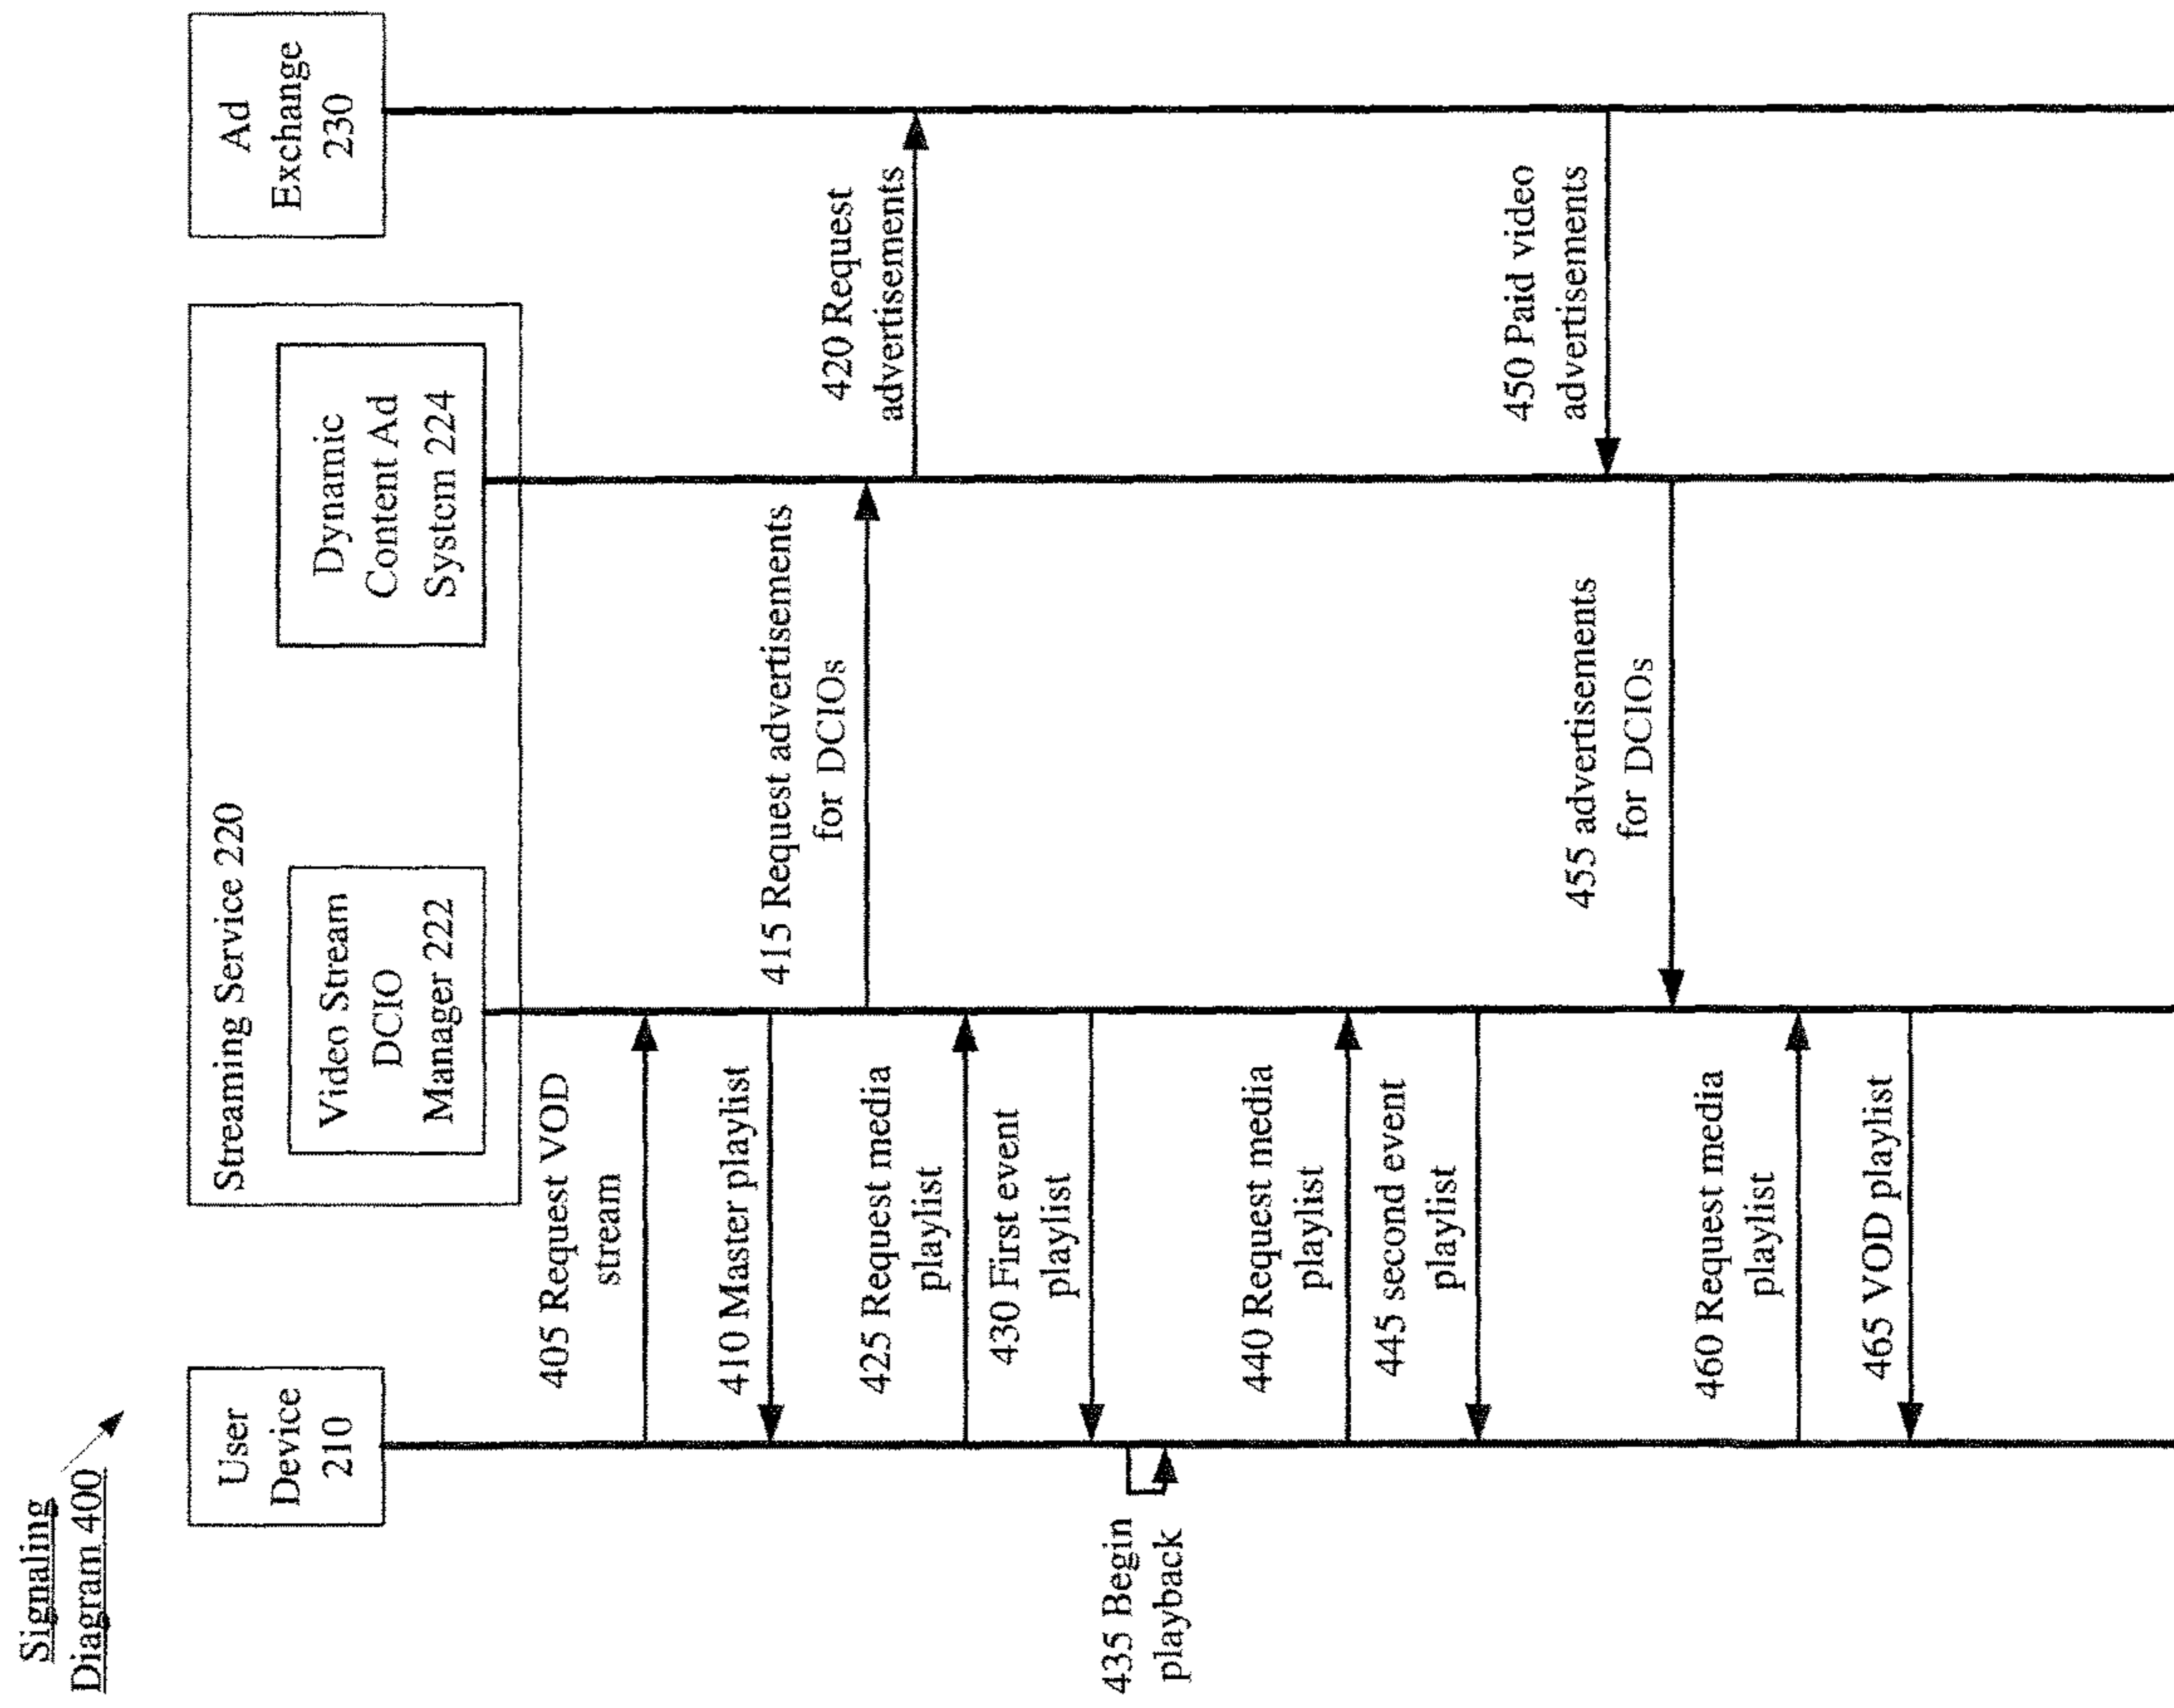 Signaling
Diagram 400
User
Device
210
Streaming Service 220
Video Stream
DCIO
Manager 222
Dynamic
Content Ad
System 224
Ad
Exchange
230
405 Request VOD
stream
410 Master playlist
415 Request advertisements
for DCIOs
420 Request
advertisements
425 Request media
playlist
430 First event
playlist
435 Begin
playback
440 Request media
playlist
445 second event
playlist
450 Paid video
advertisements
455 advertisements
for DCIOs
460 Request media
playlist
465 VOD playlist